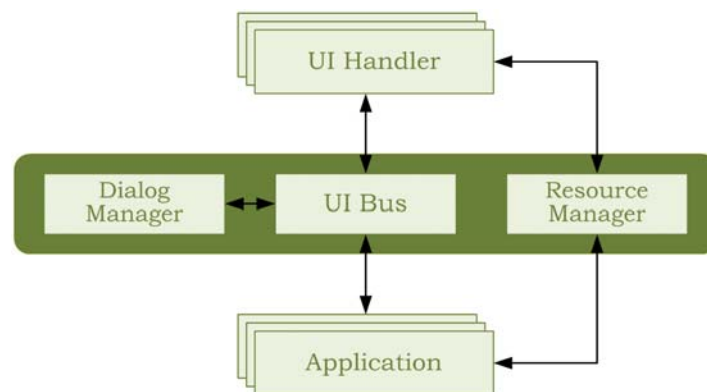 UI Handler
Dialog
Manager
UI Bus
Resource
Manager
Application